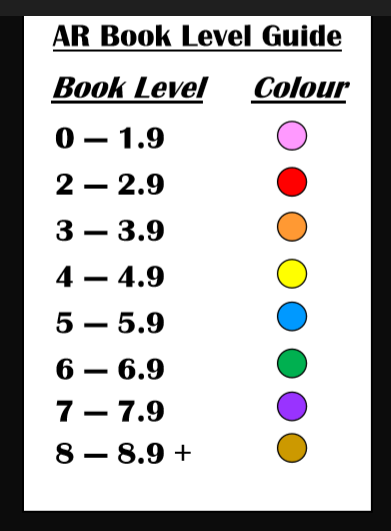 AR Book Level Guide
Book Level Colour
0 – 1.9
2 – 2.9
3 – 3.9
4 – 4.9
5 – 5.9
6 – 6.9
7 – 7.9
8 – 8.9 +